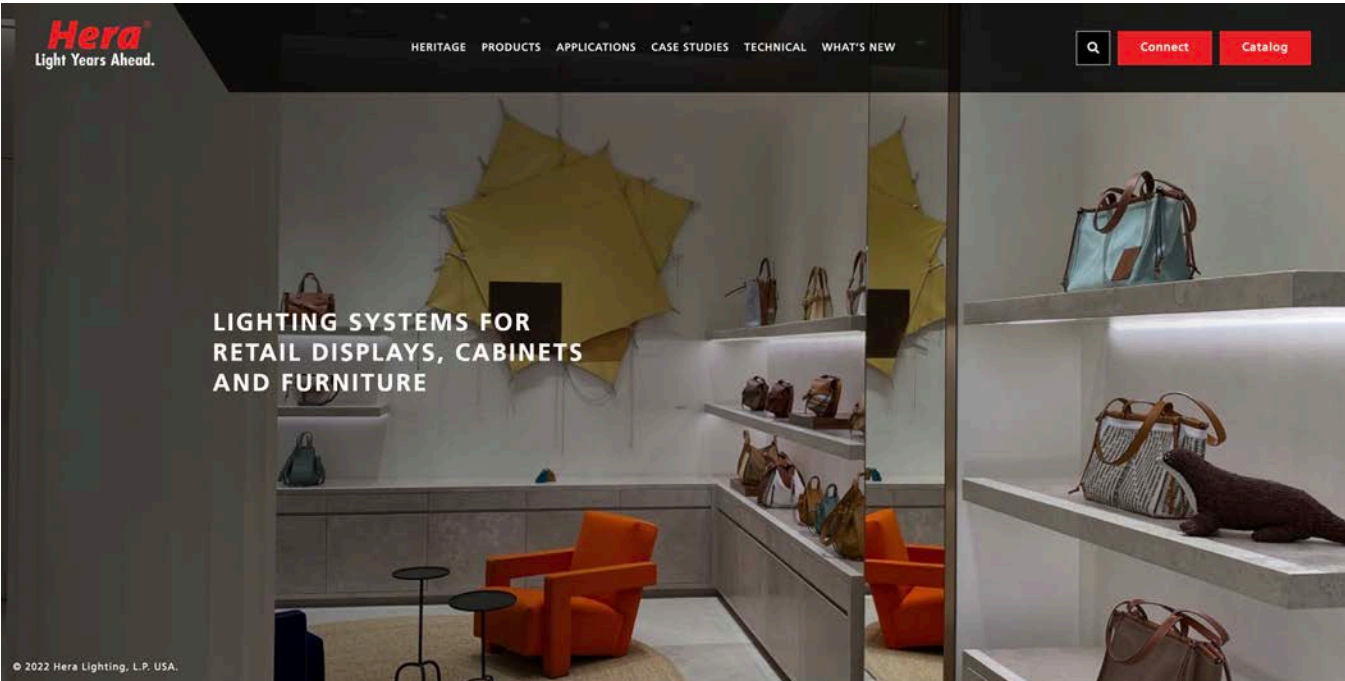 Hera®
Light Years Ahead.
HERITAGE PRODUCTS APPLICATIONS CASE STUDIES TECHNICAL WHAT'S NEW
Connect
Catalog
LIGHTING SYSTEMS FOR
RETAIL DISPLAYS, CABINETS
AND FURNITURE
© 2022 Hera Lighting, L.P. USA.